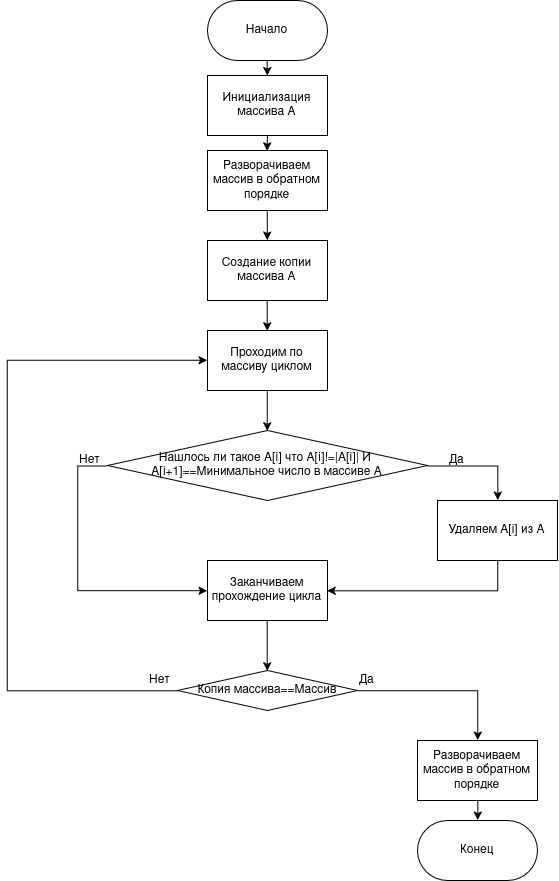 Начало
Инициализация
массива А
Разворачиваем
массив в обратном
порядке
Создание копии
массива А
Проходим по
массиву циклом
Нашлось ли такое A[i] что A[i]!=|A[i]| И
A[i+1]==Минимальное число в массиве А
Нет
Да
Удаляем A[i] из А
Заканчиваем
прохождение цикла
Копия массива==Массив
Нет
Да
Разворачиваем
массив в обратном
порядке
Конец